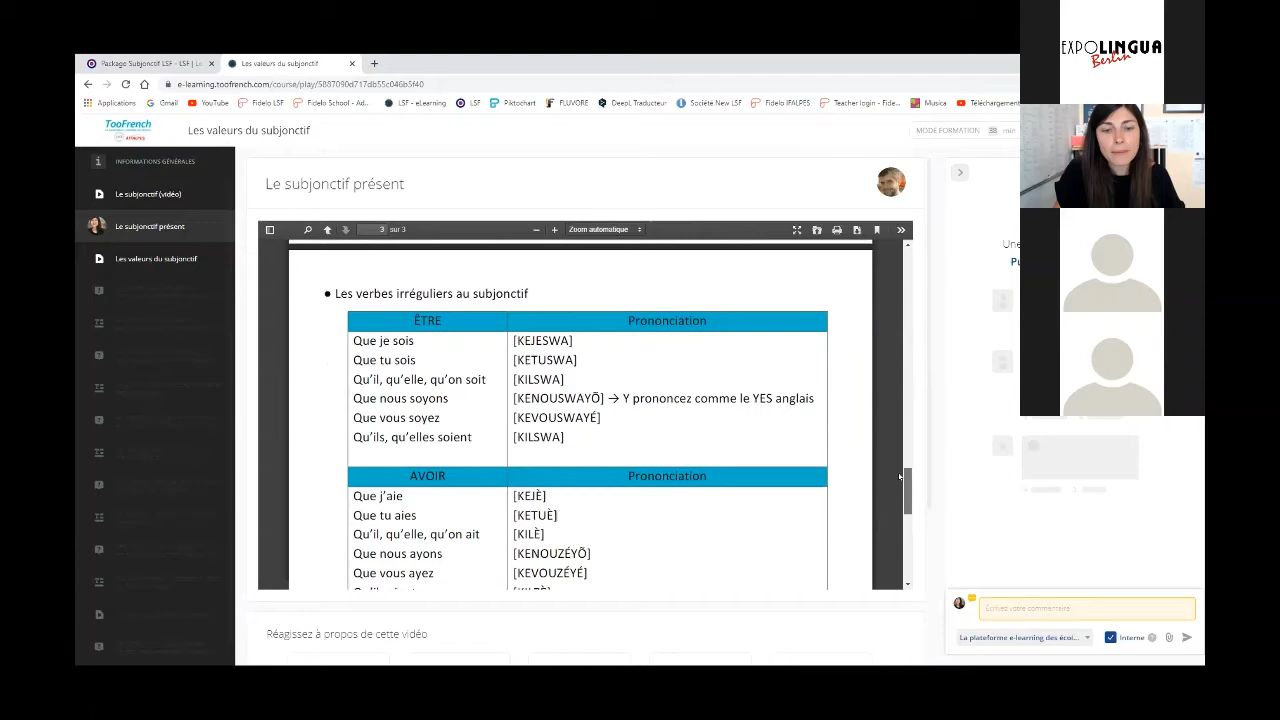 EXPOLINGUA
Berlin
Package Subjonctif LSF - LSF | Le
Les valeurs du subjonctif
e-learning.toofrench.com/course/play/5887090d717db55c046b5f40
Applications
Gmail
YouTube
Fidelo LSF
Fidelo School - Ad...
LSF - eLearning
LSF
Piktochart
FLUVORE
DeepL Traducteur
Société New LSF
Fidelo IFALPES
Teacher login - Fide...
Musica
Téléchargement
TooFrench
IFALPES
Les valeurs du subjonctif
MODE FORMATION
38 min
INFORMATIONS GÉNÉRALES
Le subjonctif (vidéo)
Le subjonctif présent
Les valeurs du subjonctif
Le subjonctif présent
3 sur 3
Zoom automatique
• Les verbes irréguliers au subjonctif
ÊTRE Prononciation
Que je sois [KEJESWA]
Que tu sois [KETUSWA]
Qu'il, qu'elle, qu'on soit [KILSWA]
Que nous soyons [KENOUSWAYÕ] → Y prononcez comme le YES anglais
Que vous soyez [KEVOUSWAYÉ]
Qu'ils, qu'elles soient [KILSWA]
AVOIR Prononciation
Que j'aie [KEJÈ]
Que tu aies [KETUÈ]
Qu'il, qu'elle, qu'on ait [KILÈ]
Que nous ayons [KENOUZÉYÕ]
Que vous ayez [KEVOUZÉYÉ]
Réagissez à propos de cette vidéo
Une
Pu
Écrivez votre commentaire
La plateforme e-learning des écol...
Interne